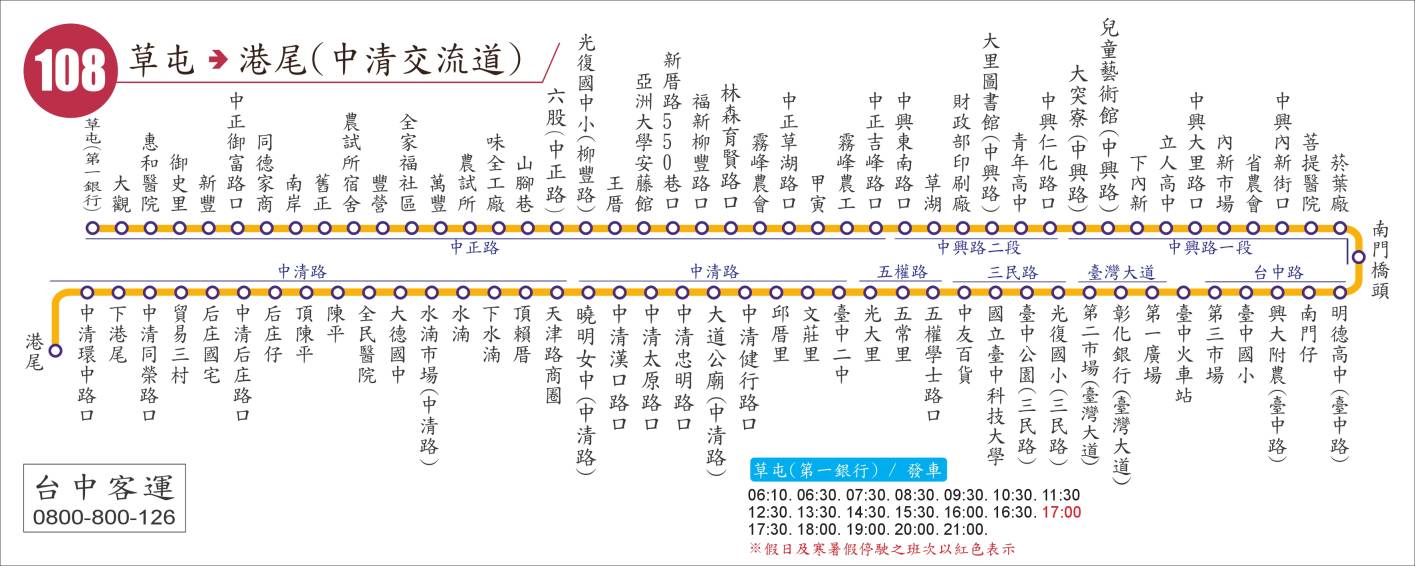 108
草屯➔港尾(中清交流道)
草屯(第一銀行)
大觀
惠和醫院
御史里
新豐
中正御富路口
同德家商
南岸
舊正
農試所宿舍
豐營
全家福社區
萬豐
農試所
味全工廠
山腳巷
六股(中正路)
光復國中小(柳豐路)
王厝
亞洲大學安藤館
新厝路550巷口
福新柳豐路口
林森育賢路口
霧峰農會
中正草湖路口
甲寅
霧峰農工
中正吉峰路口
中興東南路口
草湖
財政部印刷廠
大里圖書館(中興路)
青年高中
中興仁化路口
大突寮(中興路)
兒童藝術館(中興路)
下內新
立人高中
中興大里路口
內新市場
省農會
中興內新街口
菩提醫院
菸葉廠
南門橋頭
中正路
中興路二段
中興路一段
中清路
中清路
五權路
三民路
臺灣大道
台中路
港尾
中清環中路口
下港尾
中清同榮路口
貿易三村
后庄國宅
中清后庄路口
后庄仔
頂陳平
陳平
全民醫院
大德國中
水湳市場(中清路)
水湳
下水湳
頂賴厝
天津路商圈
曉明女中(中清路)
中清漢口路口
中清太原路口
中清忠明路口
大道公廟(中清路)
中清健行路口
邱厝里
文莊里
臺中二中
光大里
五常里
五權學士路口
中友百貨
國立臺中科技大學
臺中公園(三民路)
光復國小(三民路)
第二市場(臺灣大道)
彰化銀行(臺灣大道)
第一廣場
臺中火車站
第三市場
臺中國小
興大附農(臺中路)
南門仔
明德高中(臺中路)
台中客運
0800-800-126
草屯(第一銀行) / 發車
06:10. 06:30. 07:30. 08:30. 09:30. 10:30. 11:30
12:30. 13:30. 14:30. 15:30. 16:00. 16:30. 17:00
17:30. 18:00. 19:00. 20:00. 21:00.
※假日及寒暑假停駛之班次以紅色表示